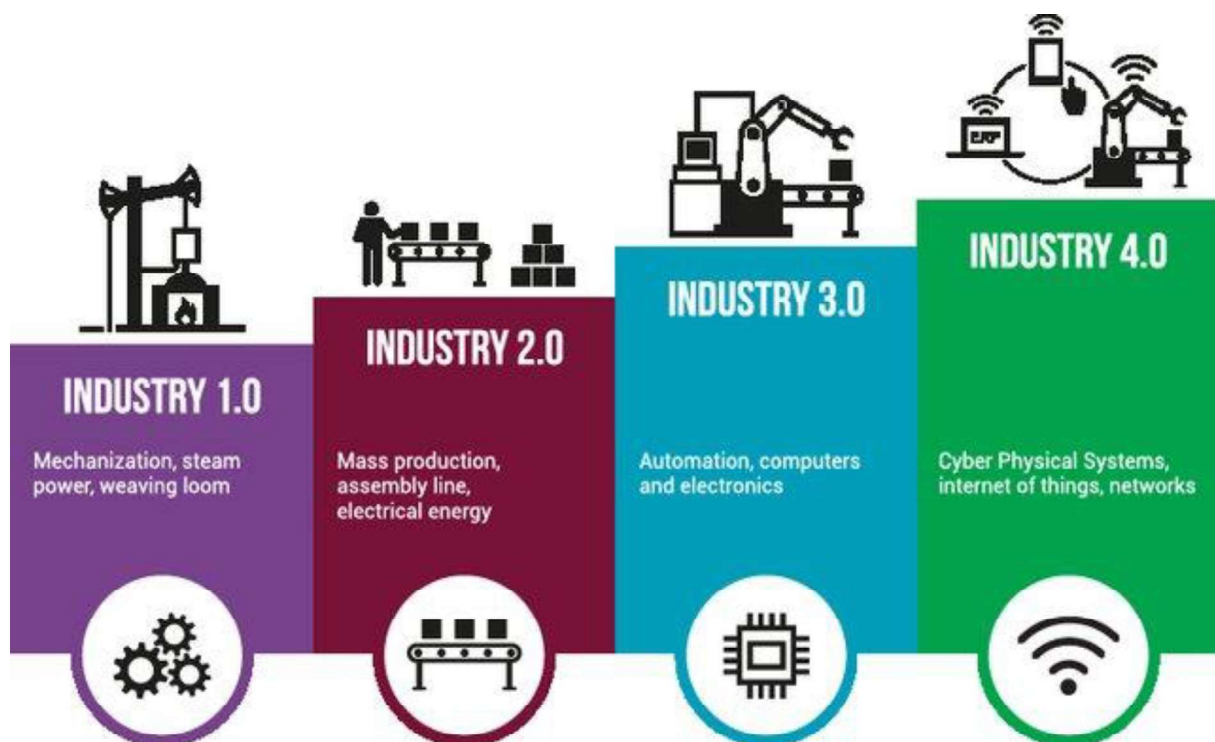 ERP
INDUSTRY 1.0
Mechanization, steam
power, weaving loom
INDUSTRY 2.0
Mass production,
assembly line,
electrical energy
INDUSTRY 3.0
Automation, computers
and electronics
INDUSTRY 4.0
Cyber Physical Systems,
internet of things, networks